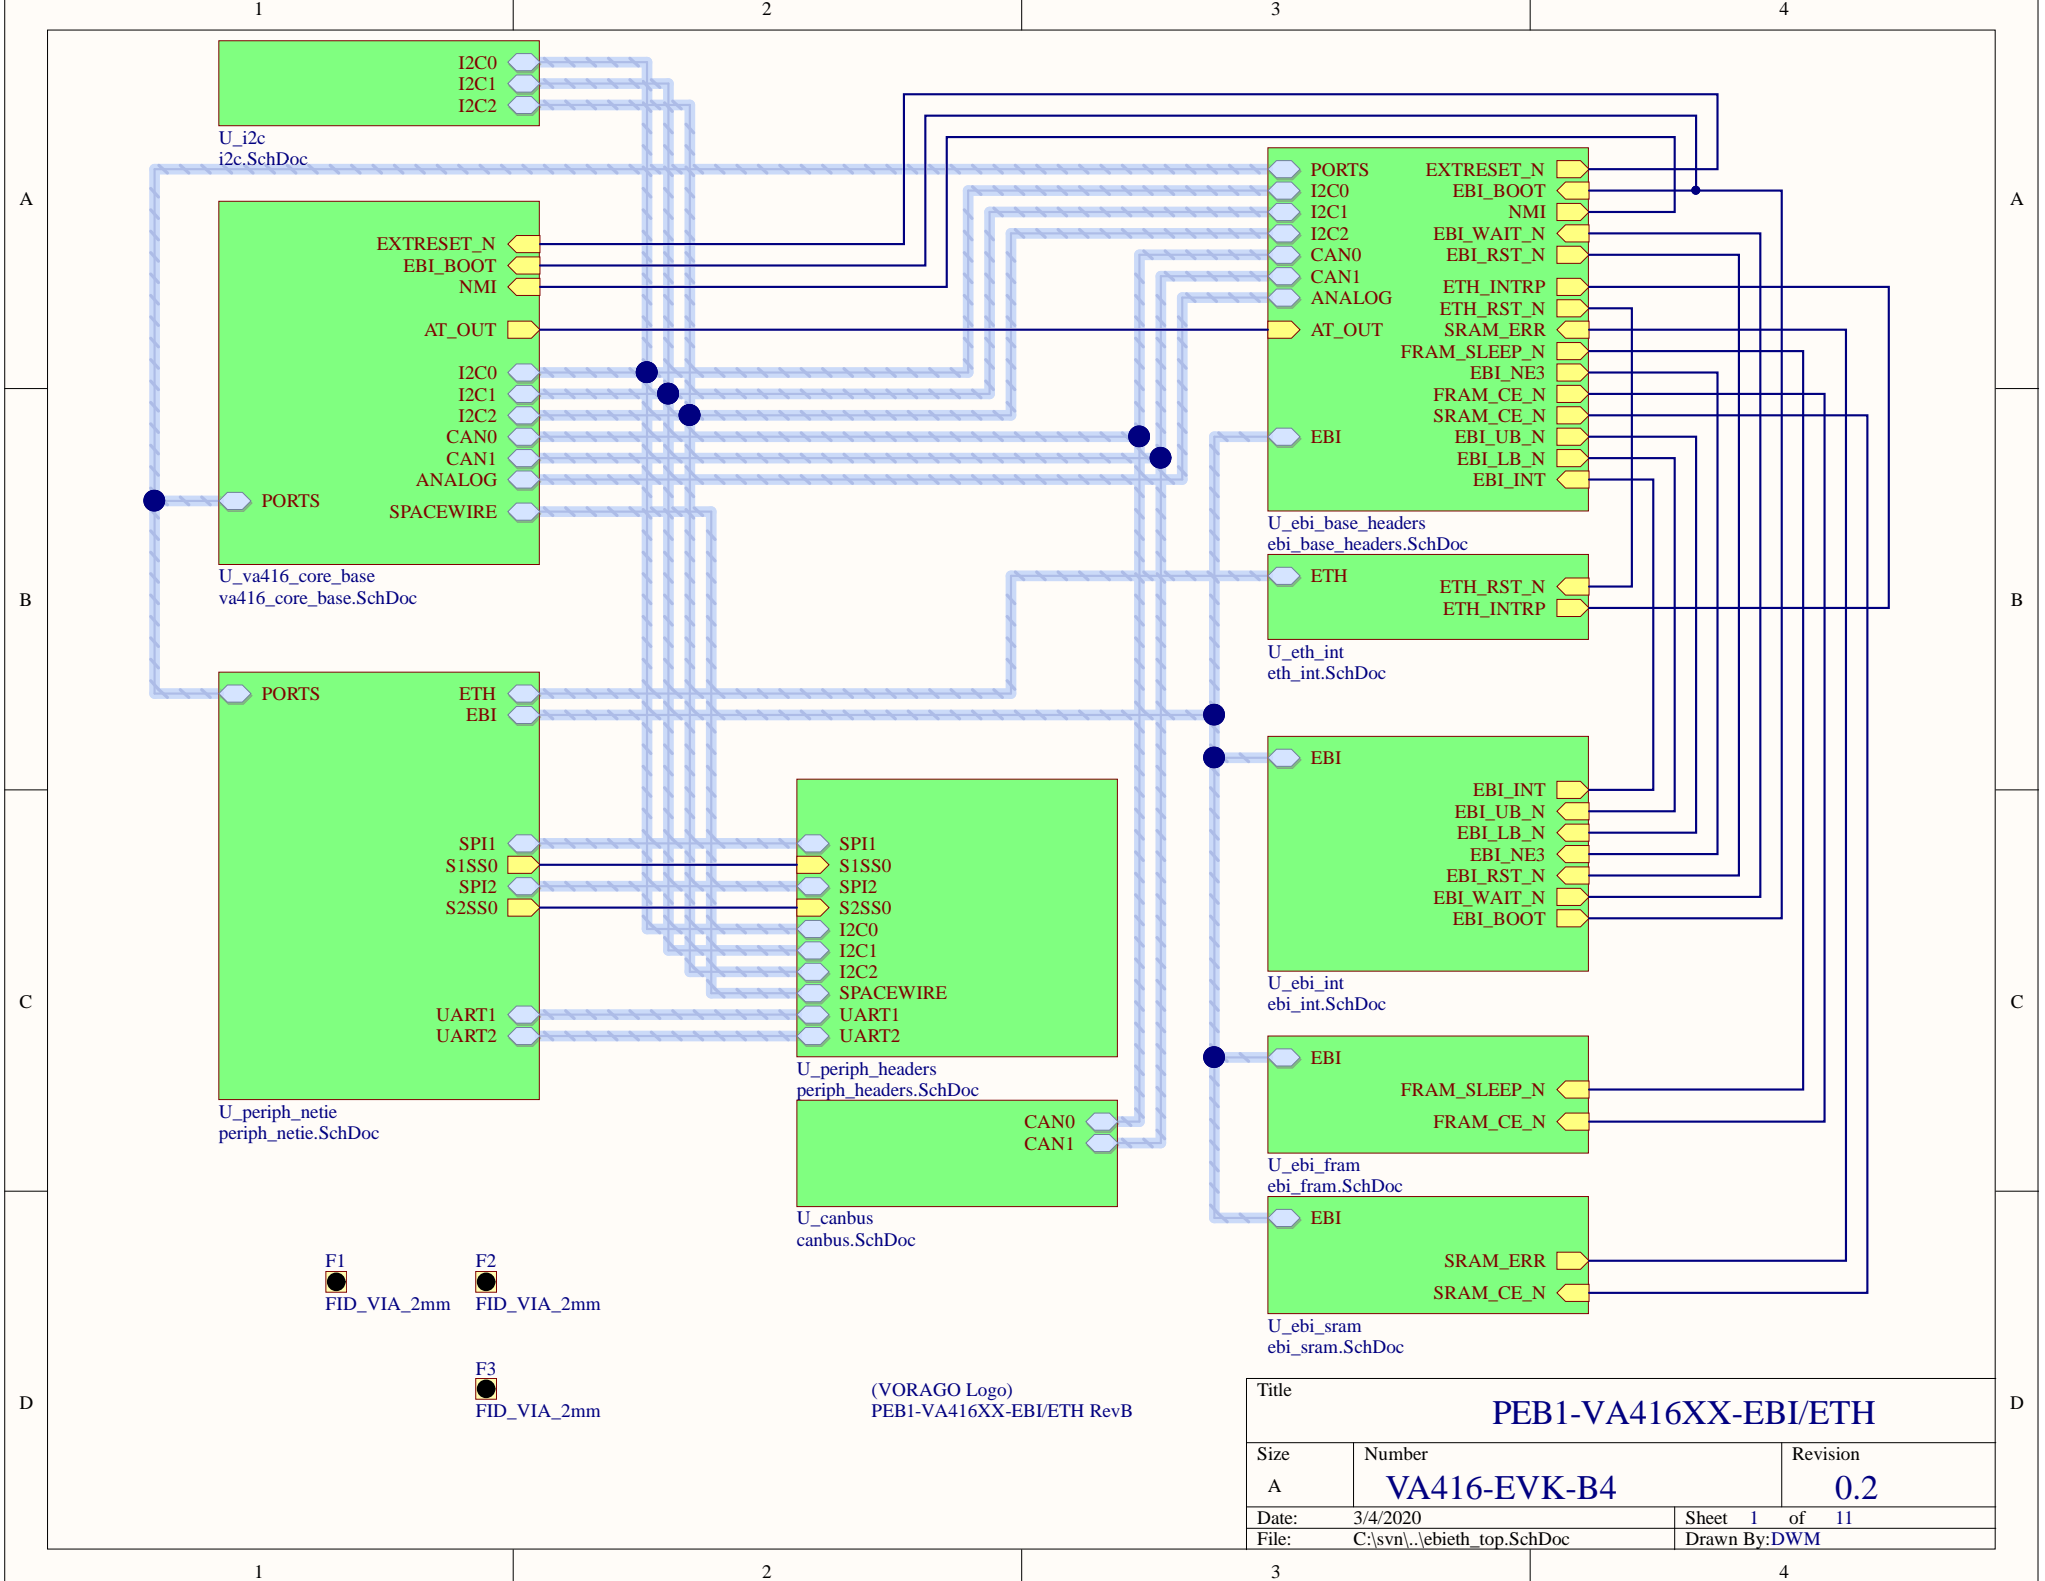 1 2 3 4
A
B
C
D
A
B
C
D
I2C0
I2C1
I2C2
U_i2c
i2c.SchDoc
EXTRESET_N
EBI_BOOT
NMI
AT_OUT
I2C0
I2C1
I2C2
CAN0
CAN1
ANALOG
PORTS
SPACEWIRE
U_va416_core_base
va416_core_base.SchDoc
PORTS
ETH
EBI
SPI1
S1SS0
SPI2
S2SS0
UART1
UART2
U_periph_netie
periph_netie.SchDoc
SPI1
S1SS0
SPI2
S2SS0
I2C0
I2C1
I2C2
SPACEWIRE
UART1
UART2
U_periph_headers
periph_headers.SchDoc
CAN0
CAN1
U_canbus
canbus.SchDoc
PORTS EXTRESET_N
I2C0 EBI_BOOT
I2C1 NMI
I2C2 EBI_WAIT_N
CAN0 EBI_RST_N
CAN1 ETH_INTRP
ANALOG ETH_RST_N
AT_OUT SRAM_ERR
FRAM_SLEEP_N
EBI_NE3
FRAM_CE_N
SRAM_CE_N
EBI EBI_UB_N
EBI_LB_N
EBI_INT
U_ebi_base_headers
ebi_base_headers.SchDoc
ETH
ETH_RST_N
ETH_INTRP
U_eth_int
eth_int.SchDoc
EBI
EBI_INT
EBI_UB_N
EBI_LB_N
EBI_NE3
EBI_RST_N
EBI_WAIT_N
EBI_BOOT
U_ebi_int
ebi_int.SchDoc
EBI
FRAM_SLEEP_N
FRAM_CE_N
U_ebi_fram
ebi_fram.SchDoc
EBI
SRAM_ERR
SRAM_CE_N
U_ebi_sram
ebi_sram.SchDoc
F1
FID_VIA_2mm
F2
FID_VIA_2mm
F3
FID_VIA_2mm
(VORAGO Logo)
PEB1-VA416XX-EBI/ETH RevB
Title
PEB1-VA416XX-EBI/ETH
Size Number Revision
A VA416-EVK-B4 0.2
Date: 3/4/2020 Sheet 1 of 11
File: C:\svn\..\ebieth_top.SchDoc Drawn By:DWM
1 2 3 4